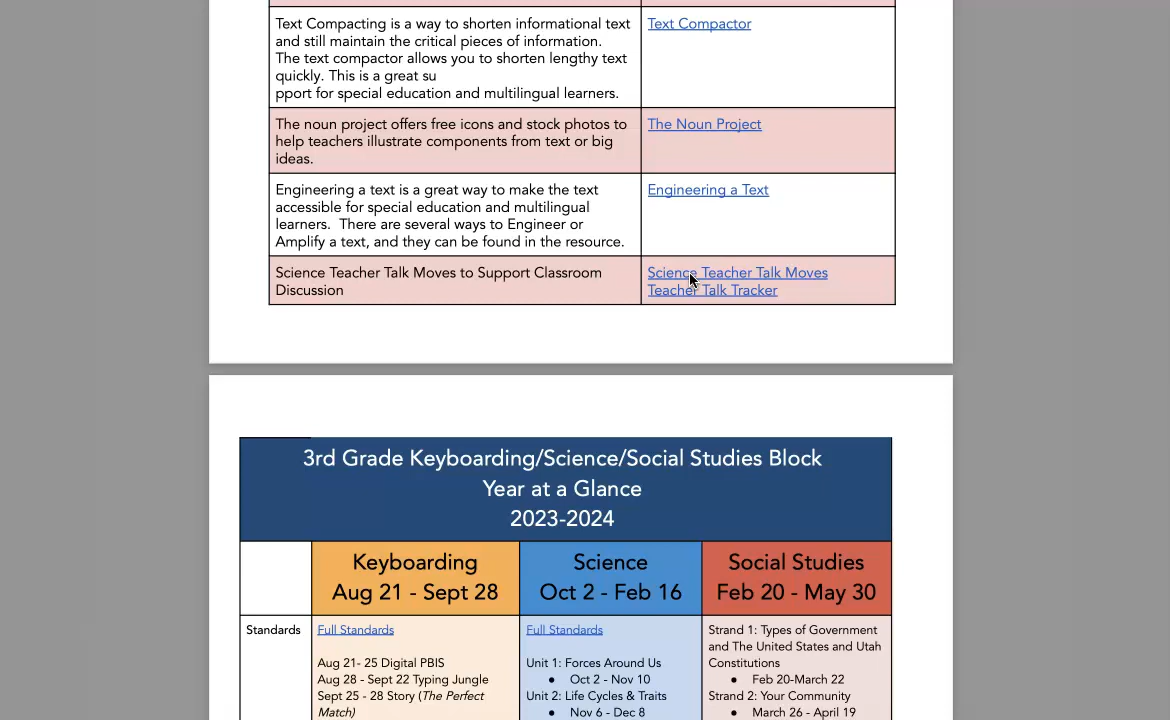 Text Compacting is a way to shorten informational text
and still maintain the critical pieces of information.
The text compactor allows you to shorten lengthy text
quickly. This is a great su
pport for special education and multilingual learners.
Text Compactor
The noun project offers free icons and stock photos to
help teachers illustrate components from text or big
ideas.
The Noun Project
Engineering a text is a great way to make the text
accessible for special education and multilingual
learners.  There are several ways to Engineer or
Amplify a text, and they can be found in the resource.
Engineering a Text
Science Teacher Talk Moves to Support Classroom
Discussion
Science Teacher Talk Moves
Teacher Talk Tracker
3rd Grade Keyboarding/Science/Social Studies Block
Year at a Glance
2023-2024
Keyboarding
Aug 21 - Sept 28
Science
Oct 2 - Feb 16
Social Studies
Feb 20 - May 30
Standards
Full Standards
Aug 21- 25 Digital PBIS
Aug 28 - Sept 22 Typing Jungle
Sept 25 - 28 Story (The Perfect
Match)
Full Standards
Unit 1: Forces Around Us
● Oct 2 - Nov 10
Unit 2: Life Cycles & Traits
● Nov 6 - Dec 8
Strand 1: Types of Government
and The United States and Utah
Constitutions
● Feb 20-March 22
Strand 2: Your Community
● March 26 - April 19